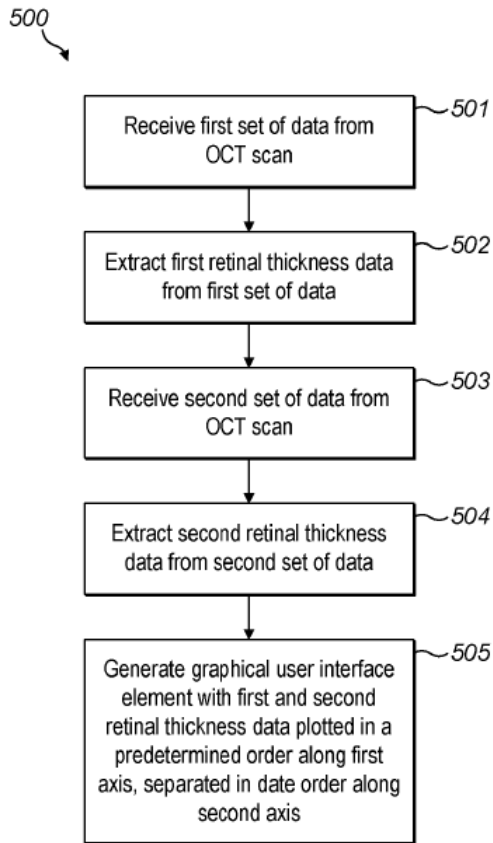 500
501
Receive first set of data from
OCT scan
502
Extract first retinal thickness data
from first set of data
503
Receive second set of data from
OCT scan
504
Extract second retinal thickness
data from second set of data
505
Generate graphical user interface
element with first and second
retinal thickness data plotted in a
predetermined order along first
axis, separated in date order along
second axis